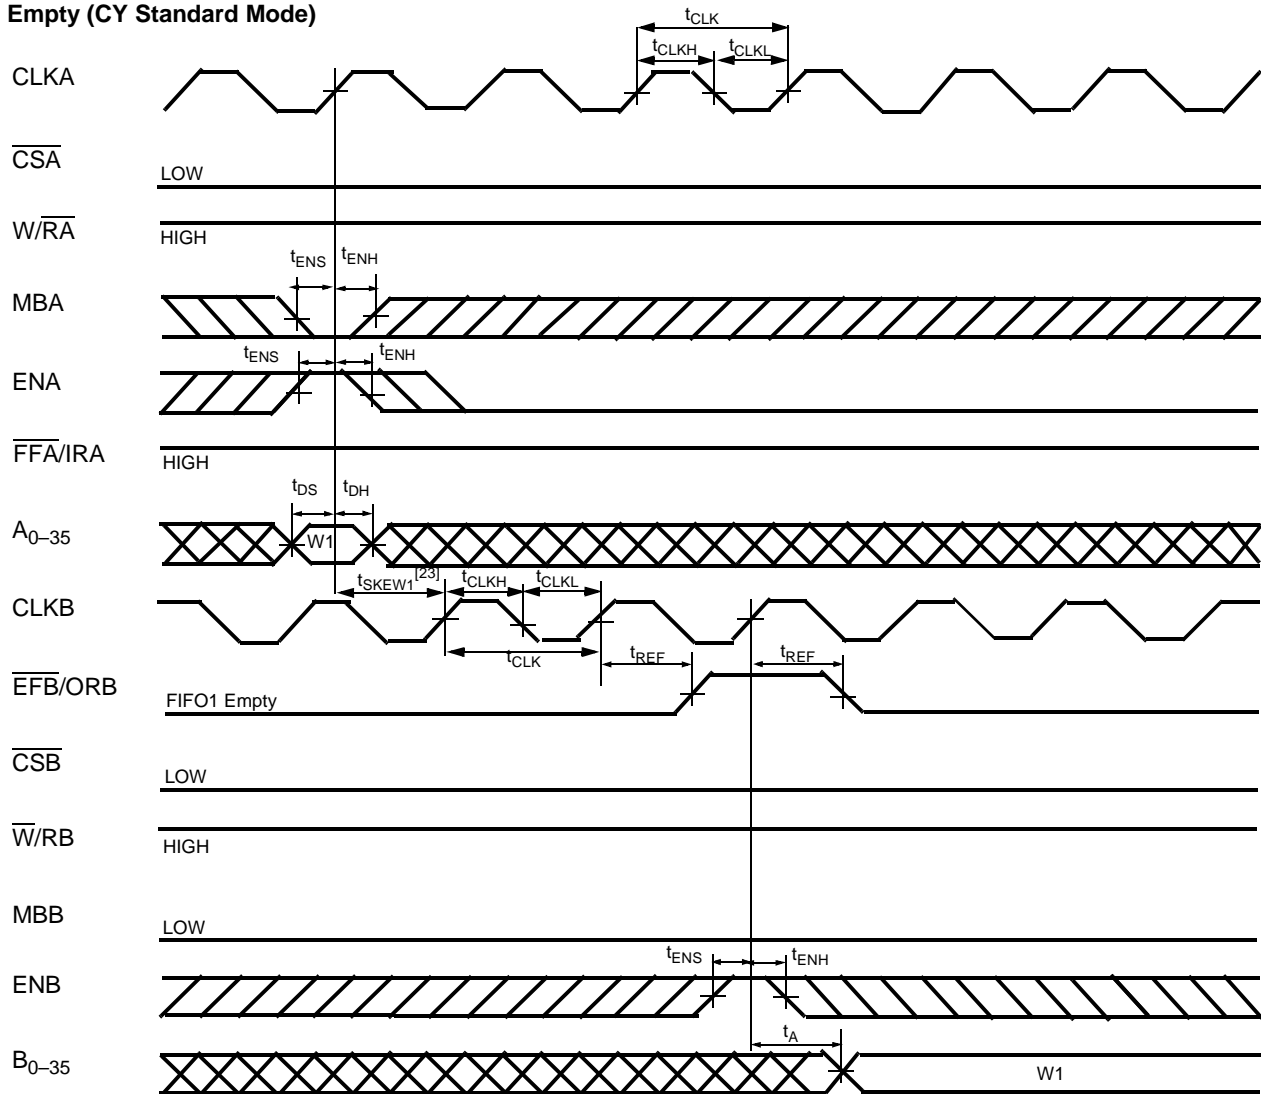 Empty (CY Standard Mode)
tCLK
tCLKH tCLKL
CLKA
CSA
LOW
W/RA
HIGH
tENS tENH
MBA
tENS tENH
ENA
FFA/IRA
HIGH
tDS tDH
A0–35
W1
tSKEW1[23] tCLKH tCLKL
CLKB
tCLK tREF tREF
EFB/ORB
FIFO1 Empty
CSB
LOW
W/RB
HIGH
MBB
LOW
tENS tENH
ENB
tA
B0–35
W1